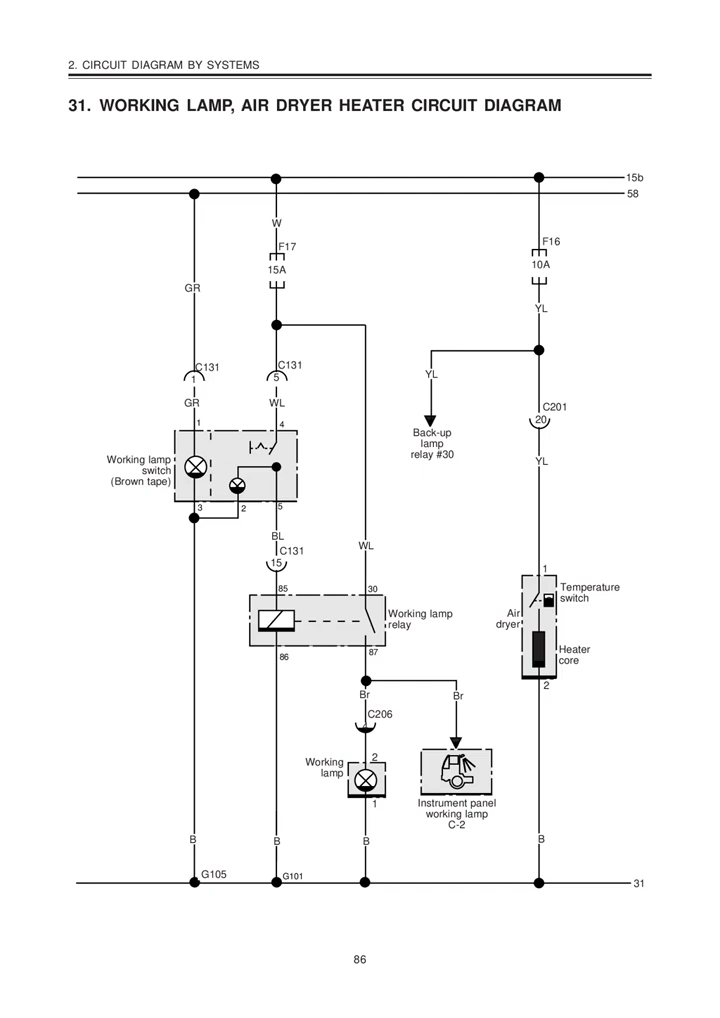 2. CIRCUIT DIAGRAM BY SYSTEMS
31. WORKING LAMP, AIR DRYER HEATER CIRCUIT DIAGRAM
15b
58
W
F17
15A
F16
10A
GR
YL
C131
1
C131
5
YL
GR
WL
C201
20
1
4
Back-up
lamp
relay #30
Working lamp
switch
(Brown tape)
YL
3
2
5
BL
C131
15
WL
1
85
30
Temperature
switch
Air
dryer
Working lamp
relay
Heater
core
86
87
2
Br
Br
C206
Working
lamp
2
1
Instrument panel
working lamp
C-2
B
B
B
B
G105
G101
31
86